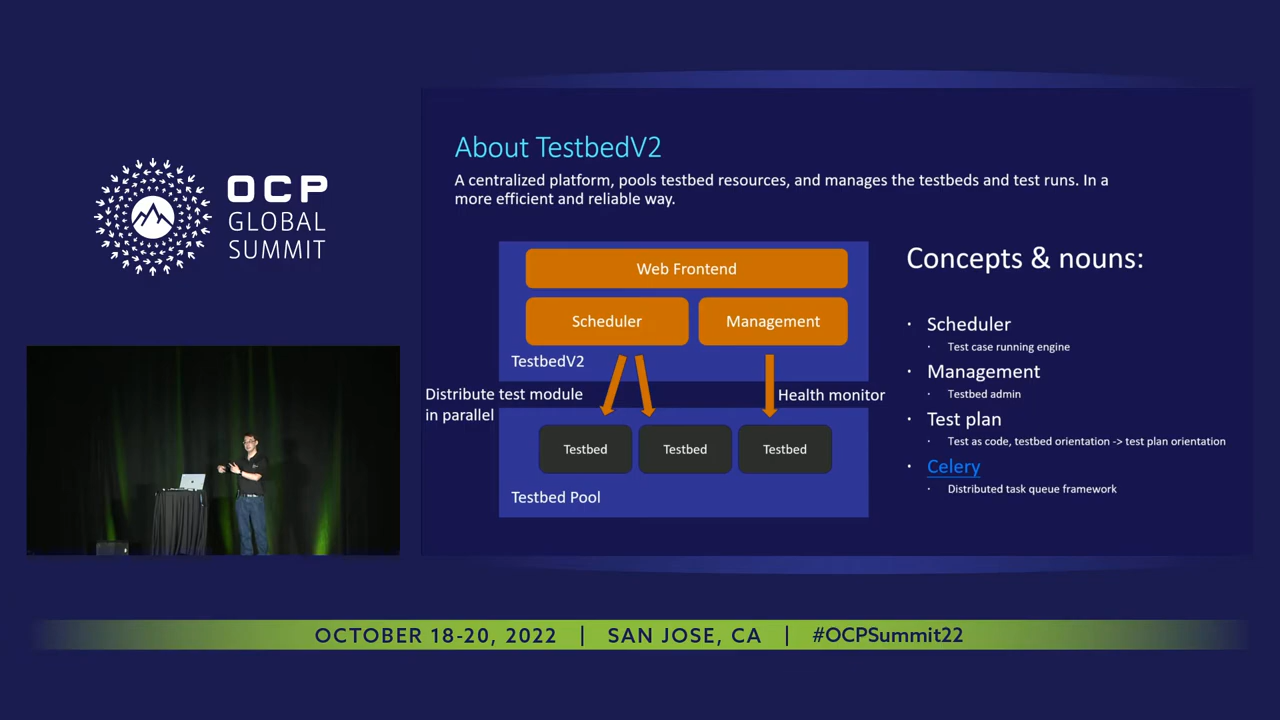 OCP
GLOBAL
SUMMIT
About TestbedV2
A centralized platform, pools testbed resources, and manages the testbeds and test runs. In a
more efficient and reliable way.
Web Frontend
Scheduler
Management
TestbedV2
Distribute test module
in parallel
Health monitor
Testbed
Testbed
Testbed
Testbed Pool
Concepts & nouns:
· Scheduler
· Test case running engine
· Management
· Testbed admin
· Test plan
· Test as code, testbed orientation -> test plan orientation
· Celery
· Distributed task queue framework
OCTOBER 18-20, 2022 | SAN JOSE, CA | #OCPSummit22